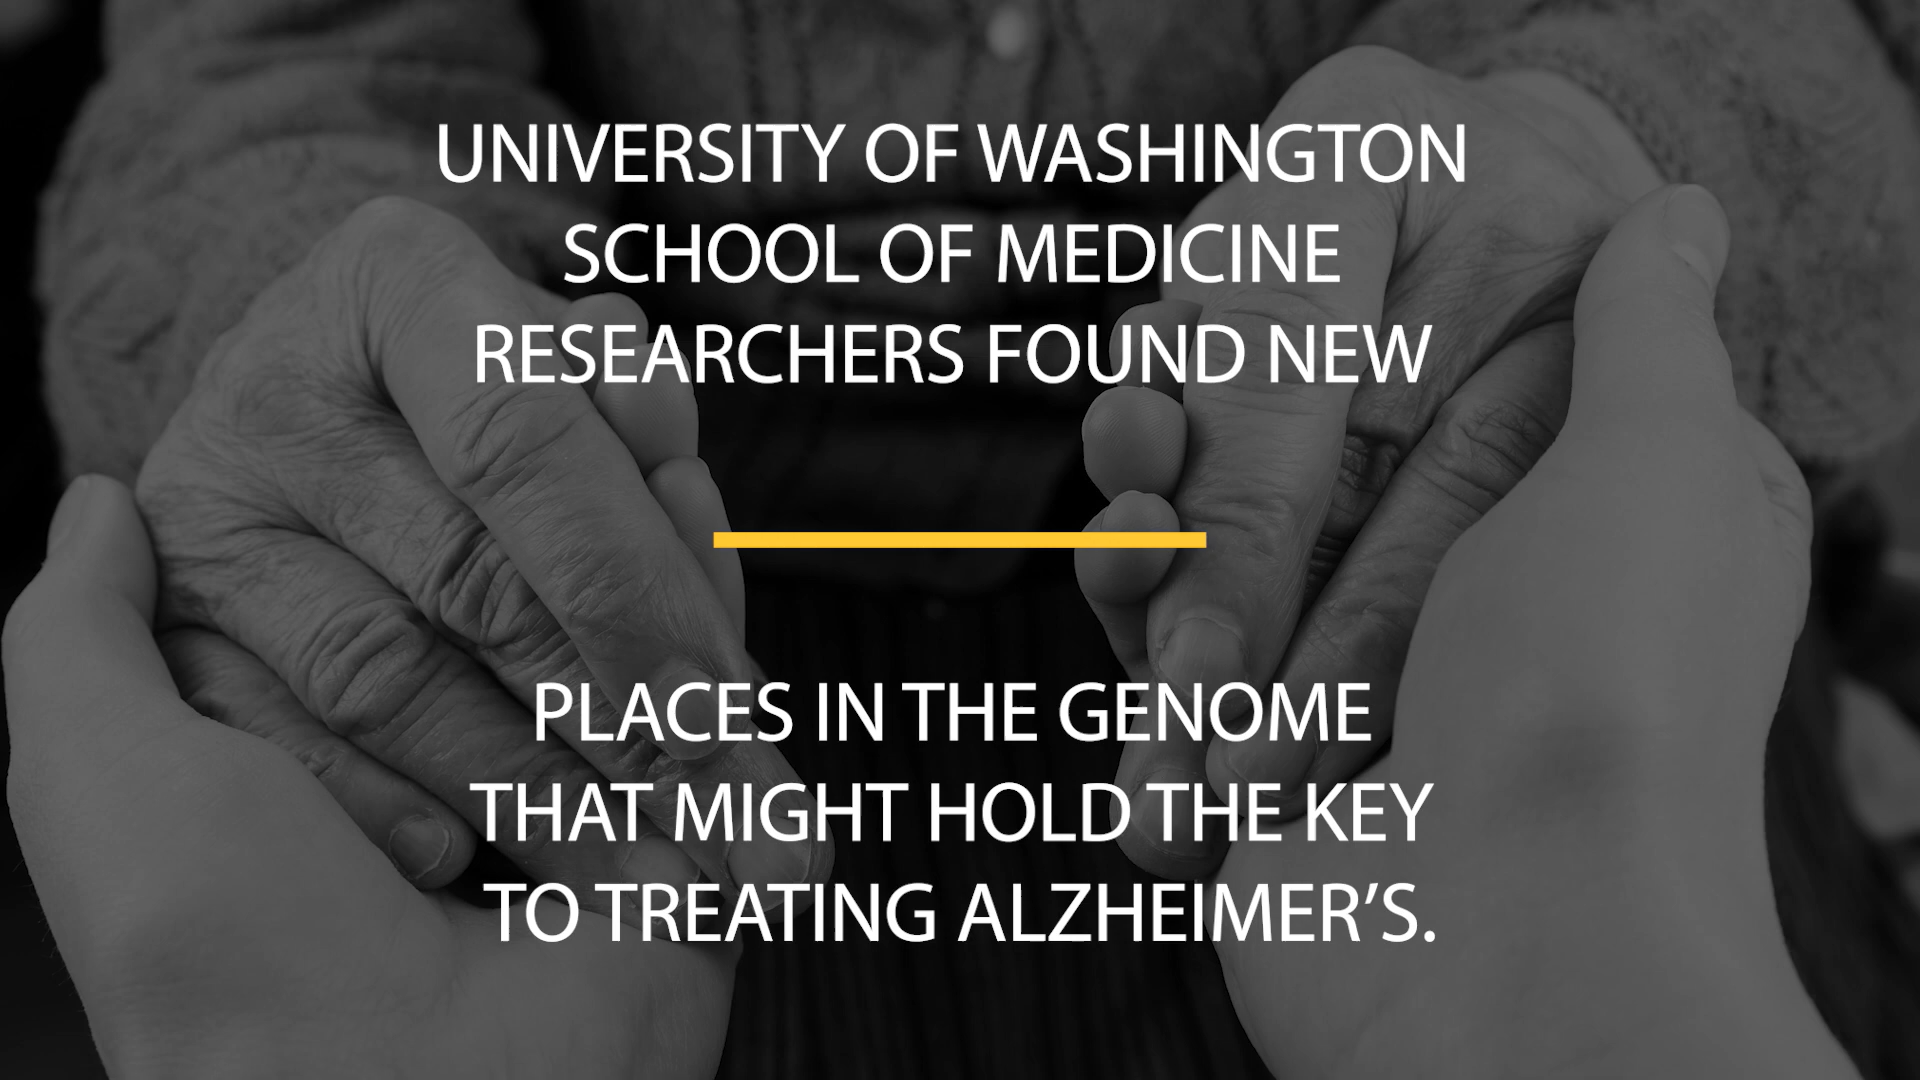 UNIVERSITY OF WASHINGTON
SCHOOL OF MEDICINE
RESEARCHERS FOUND NEW
PLACES IN THE GENOME
THAT MIGHT HOLD THE KEY
TO TREATING ALZHEIMER’S.